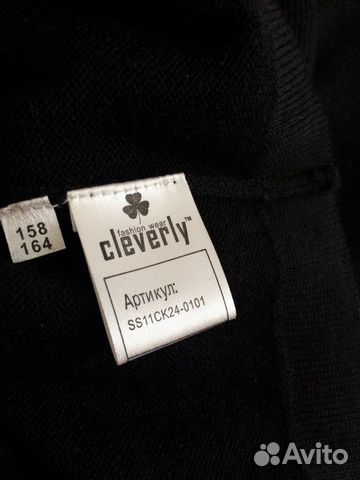 158
164
fashion wear
cleverly™
Артикул:
SS11CK24-0101
Avito